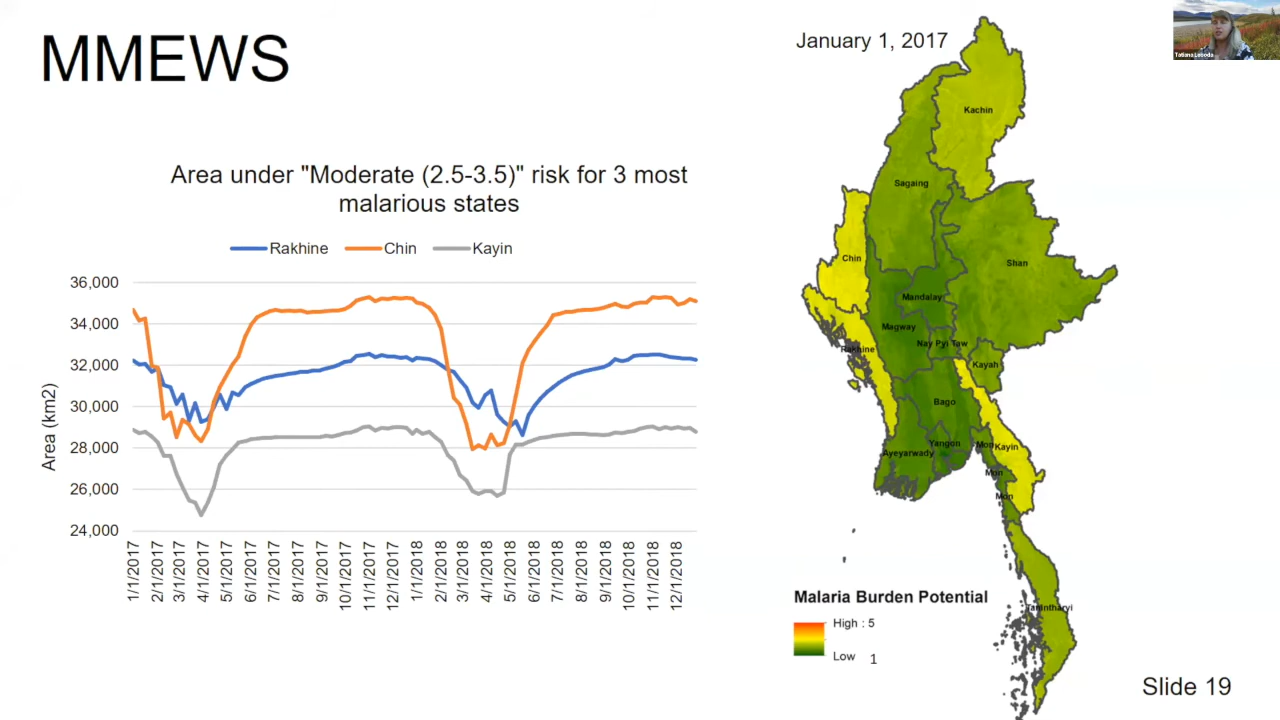 MMEWS
January 1, 2017
Tatiana Loboda
Area under "Moderate (2.5-3.5)" risk for 3 most
malarious states
Rakhine Chin Kayin
Area (km2)
36,000
34,000
32,000
30,000
28,000
26,000
24,000
1/1/2017
2/1/2017
3/1/2017
4/1/2017
5/1/2017
6/1/2017
7/1/2017
8/1/2017
9/1/2017
10/1/2017
11/1/2017
12/1/2017
1/1/2018
2/1/2018
3/1/2018
4/1/2018
5/1/2018
6/1/2018
7/1/2018
8/1/2018
9/1/2018
10/1/2018
11/1/2018
12/1/2018
Kachin
Sagaing
Chin
Shan
Mandalay
Magway
Nay Pyi Taw
Rakhine
Kayah
Bago
Yangon
Mon
Kayin
Ayeyarwady
Mon
Mon
Tanintharyi
Malaria Burden Potential
High : 5
Low 1
Slide 19